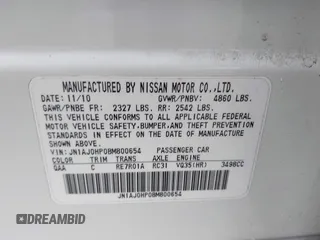 MANUFACTURED BY NISSAN MOTOR CO.,LTD.
DATE: 11/10 GVWR/PNBV: 4860 LBS.
GAWR/PNBE FR: 2327 LBS. RR: 2542 LBS.
THIS VEHICLE CONFORMS TO ALL APPLICABLE FEDERAL
MOTOR VEHICLE SAFETY,BUMPER,AND THEFT PREVENTION
STANDARDS IN EFFECT ON THE DATE OF MANUFACTURE
SHOWN ABOVE.
VIN: JN1AJ0HP0BM800654 PASSENGER CAR
COLOR TRIM TRANS AXLE ENGINE
QAA C RE7R01A RC31 VQ35(HR) 3498CC
JN1AJ0HP0BM800654